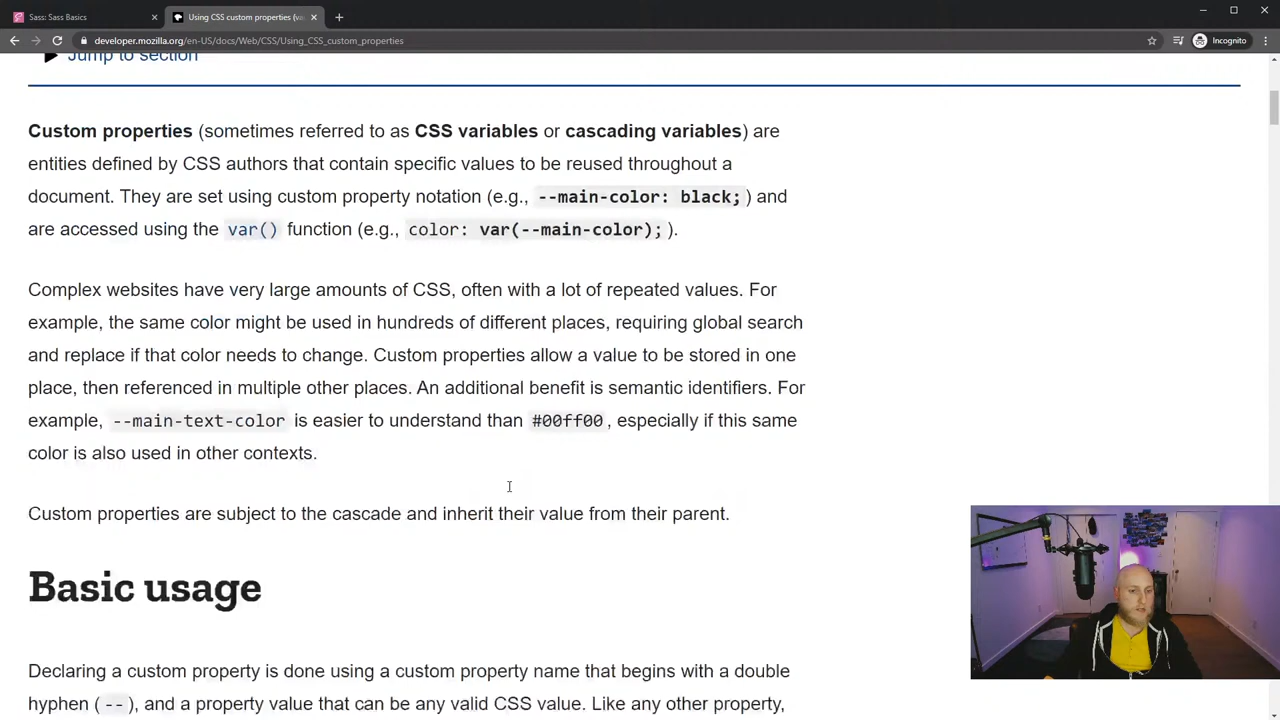 Sass: Sass Basics
Using CSS custom properties (va
developer.mozilla.org/en-US/docs/Web/CSS/Using_CSS_custom_properties
Incognito
Jump to section
Custom properties (sometimes referred to as CSS variables or cascading variables) are
entities defined by CSS authors that contain specific values to be reused throughout a
document. They are set using custom property notation (e.g., --main-color: black;) and
are accessed using the var() function (e.g., color: var(--main-color);).
Complex websites have very large amounts of CSS, often with a lot of repeated values. For
example, the same color might be used in hundreds of different places, requiring global search
and replace if that color needs to change. Custom properties allow a value to be stored in one
place, then referenced in multiple other places. An additional benefit is semantic identifiers. For
example, --main-text-color is easier to understand than #00ff00, especially if this same
color is also used in other contexts.
Custom properties are subject to the cascade and inherit their value from their parent.
Basic usage
Declaring a custom property is done using a custom property name that begins with a double
hyphen (--), and a property value that can be any valid CSS value. Like any other property,